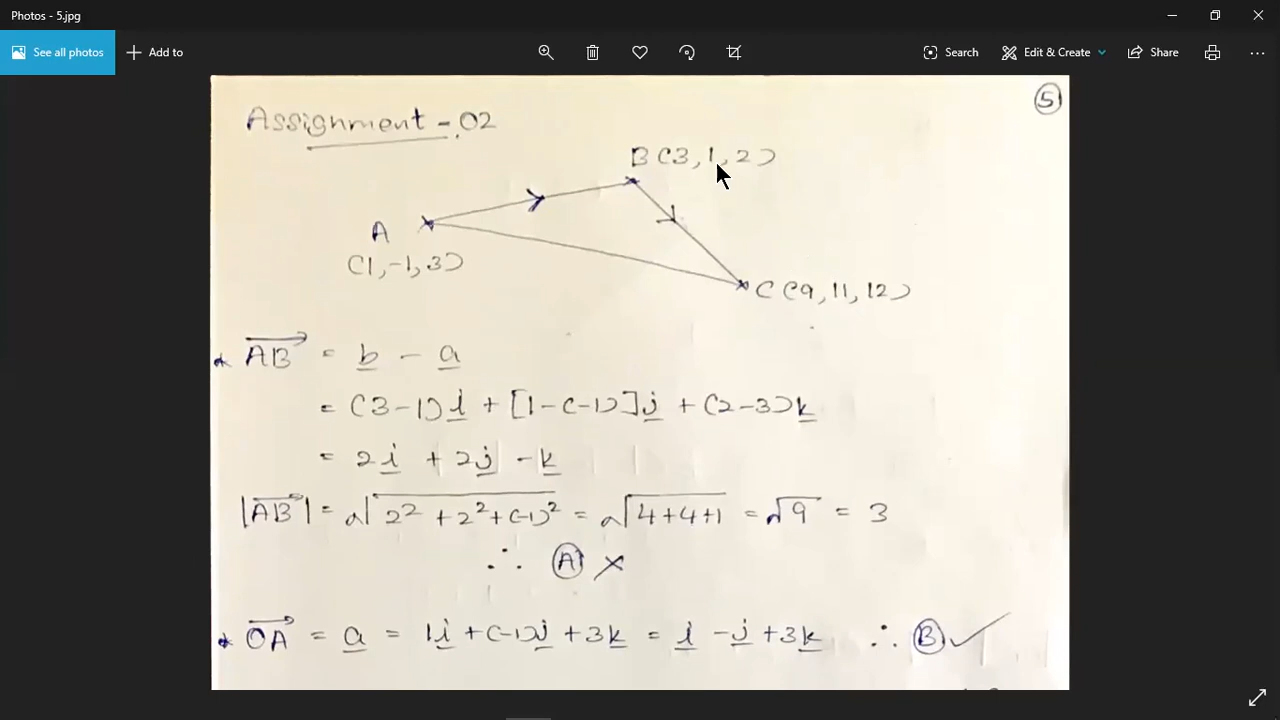 Photos - 5.jpg
See all photos
Add to
Search
Edit & Create
Share
Assignment - 02
5
B (3, 1, 2)
A
(1, -1, 3)
C (9, 11, 12)
* AB = b - a
= (3-1)i + [1-(-1)]j + (2-3)k
= 2i + 2j - k
|AB| = √2² + 2² + (-1)² = √4+4+1 = √9 = 3
∴ A ×
* OA = a = 1i + (-1)j + 3k = i - j + 3k ∴ B ✓